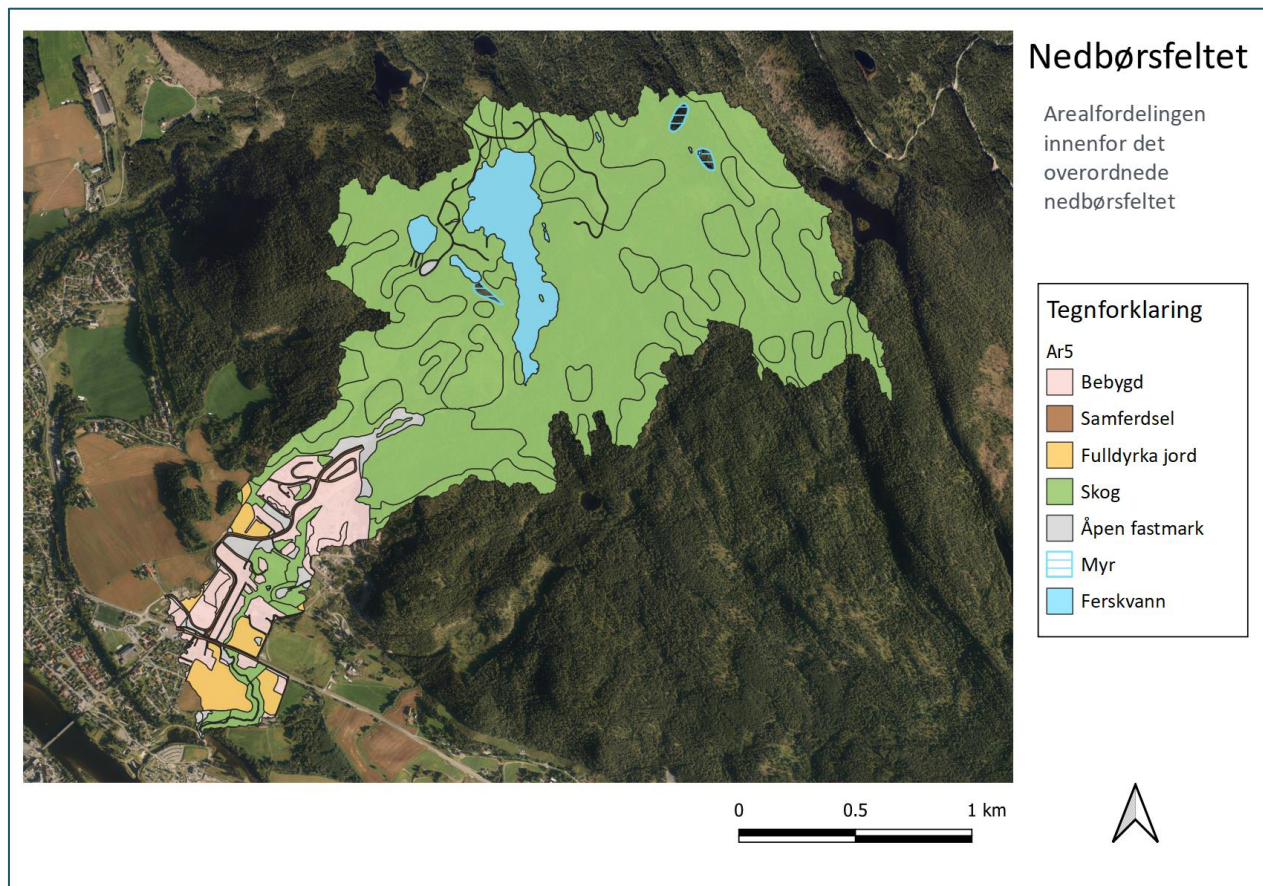 Nedbørsfeltet
Arealfordelingen
innenfor det
overordnede
nedbørsfeltet
Tegnforklaring
Ar5
Bebygd
Samferdsel
Fulldyrka jord
Skog
Åpen fastmark
Myr
Ferskvann
0 0.5 1 km